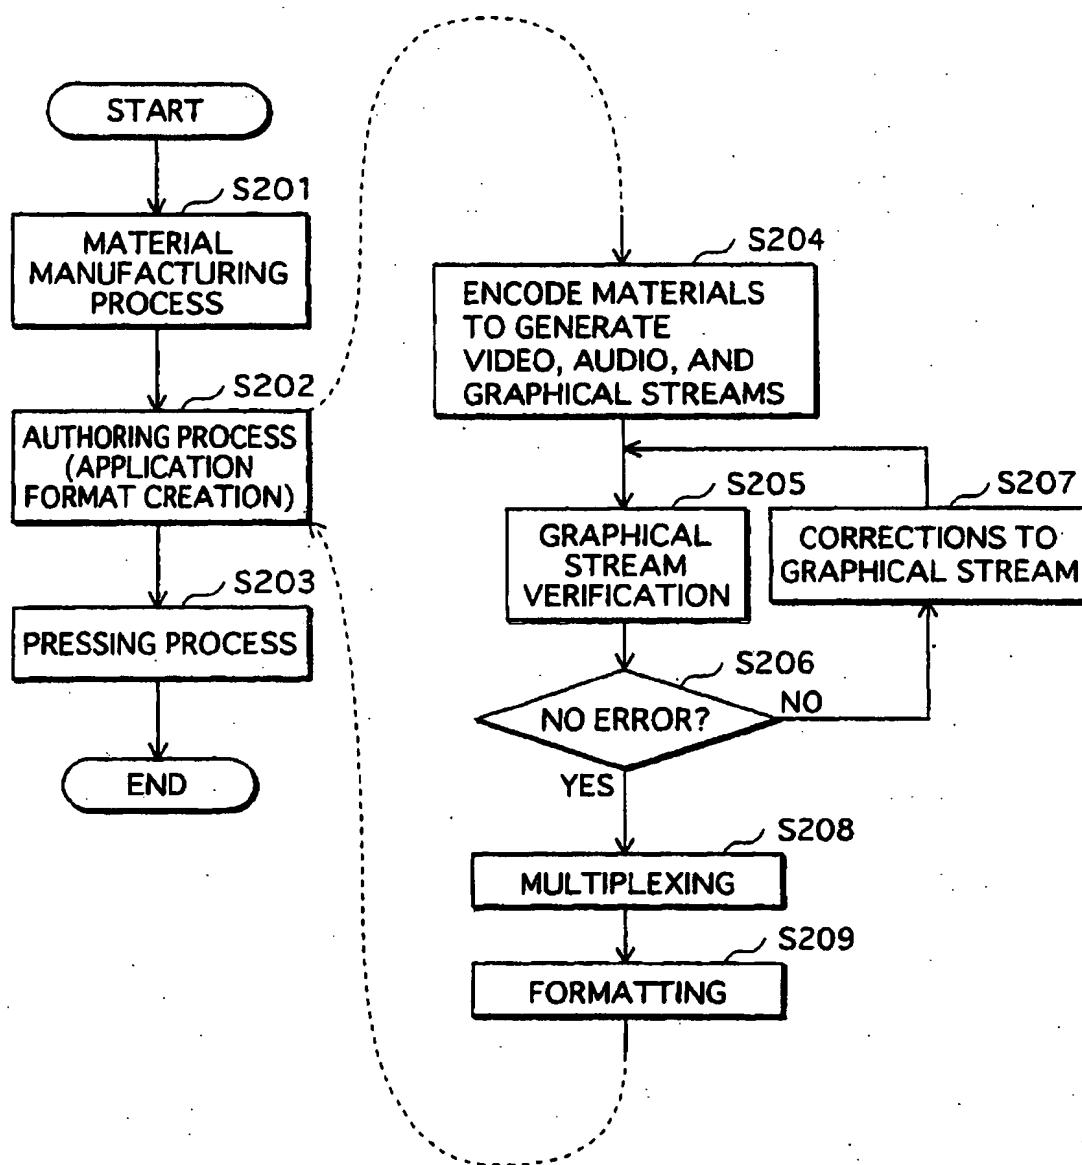 START
S201
MATERIAL
MANUFACTURING
PROCESS
S202
AUTHORING PROCESS
(APPLICATION
FORMAT CREATION)
S203
PRESSING PROCESS
END
S204
ENCODE MATERIALS
TO GENERATE
VIDEO, AUDIO, AND
GRAPHICAL STREAMS
S205
GRAPHICAL
STREAM
VERIFICATION
S207
CORRECTIONS TO
GRAPHICAL STREAM
S206
NO ERROR?
NO
YES
S208
MULTIPLEXING
S209
FORMATTING